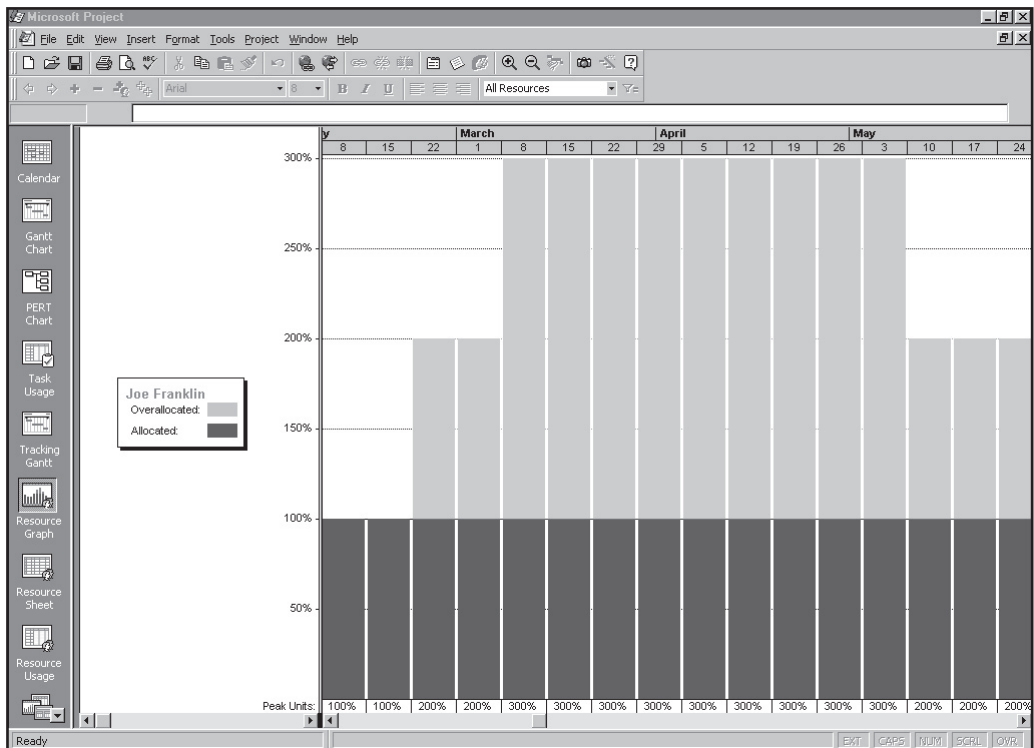 Microsoft Project
File Edit View Insert Format Tools Project Window Help
Arial 8 B I U All Resources
y March April May
8 15 22 1 8 15 22 29 5 12 19 26 3 10 17 24
300%
250%
200%
150%
100%
50%
Calendar
Gantt
Chart
PERT
Chart
Task
Usage
Tracking
Gantt
Resource
Graph
Resource
Sheet
Resource
Usage
Joe Franklin
Overallocated:
Allocated:
Peak Units: 100% 100% 200% 200% 300% 300% 300% 300% 300% 300% 300% 300% 300% 200% 200% 200%
Ready EXT CAPS NUM SCRL OVR